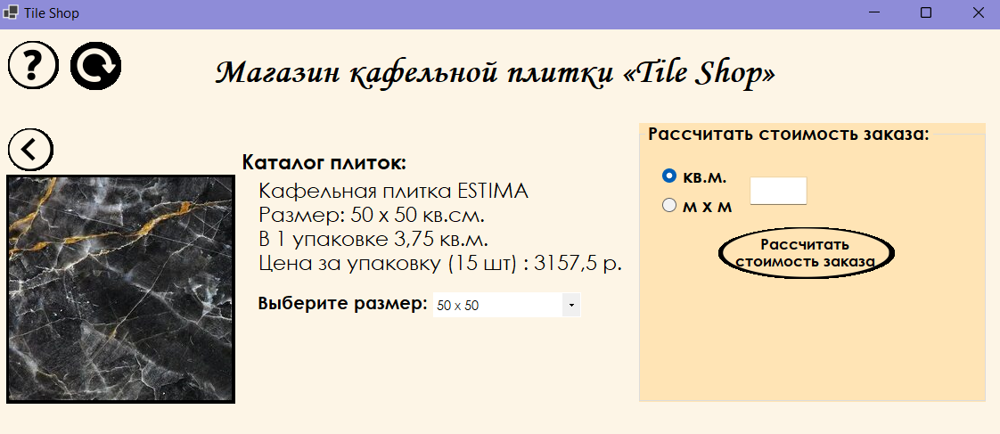 Tile Shop
?
Магазин кафельной плитки «Tile Shop»
Каталог плиток:
Кафельная плитка ESTIMA
Размер: 50 x 50 кв.см.
В 1 упаковке 3,75 кв.м.
Цена за упаковку (15 шт) : 3157,5 р.
Выберите размер: 50 x 50
Рассчитать стоимость заказа:
кв.м.
м х м
Рассчитать
стоимость заказа